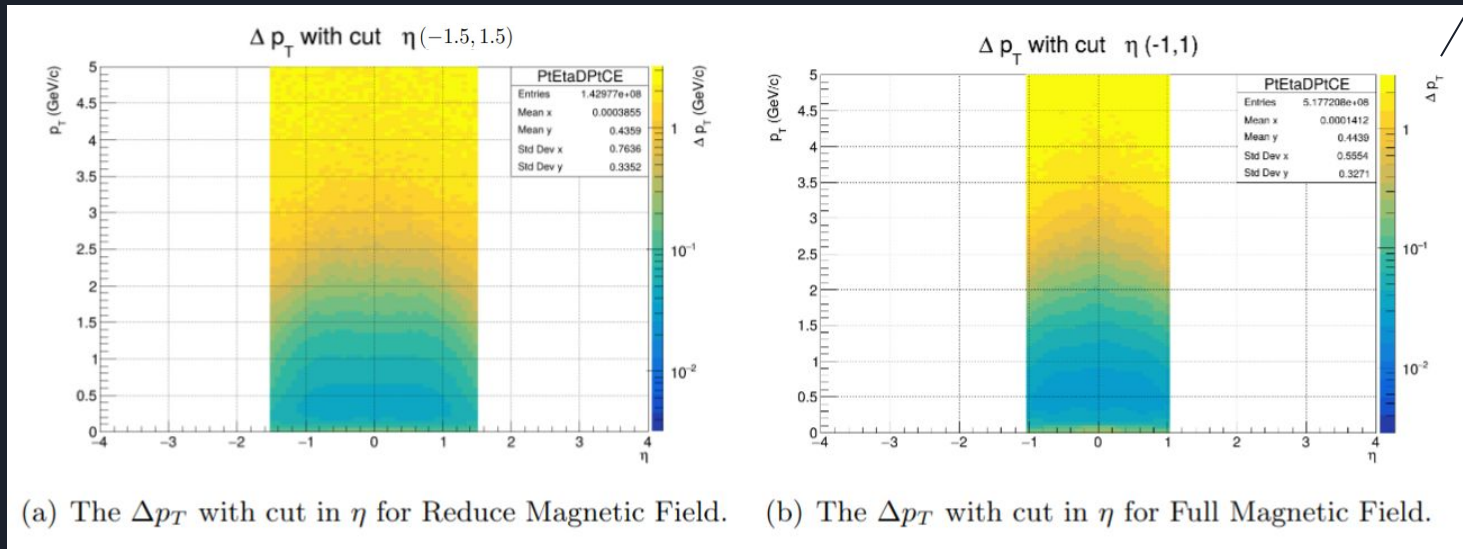 Δ p_T with cut η(−1.5, 1.5)
p_T (GeV/c)
5
4.5
4
3.5
3
2.5
2
1.5
1
0.5
0
−4 −3 −2 −1 0 1 2 3 4
η
PtEtaDPtCE
Entries 1.42977e+08
Mean x 0.0003855
Mean y 0.4359
Std Dev x 0.7636
Std Dev y 0.3352
Δ p_T (GeV/c)
1
10⁻¹
10⁻²
Δ p_T with cut η (-1,1)
p_T (GeV/c)
5
4.5
4
3.5
3
2.5
2
1.5
1
0.5
0
−4 −3 −2 −1 0 1 2 3 4
η
PtEtaDPtCE
Entries 5.177208e+08
Mean x 0.0001412
Mean y 0.4439
Std Dev x 0.5554
Std Dev y 0.3271
Δ p_T
1
10⁻¹
10⁻²
(a) The Δp_T with cut in η for Reduce Magnetic Field.
(b) The Δp_T with cut in η for Full Magnetic Field.